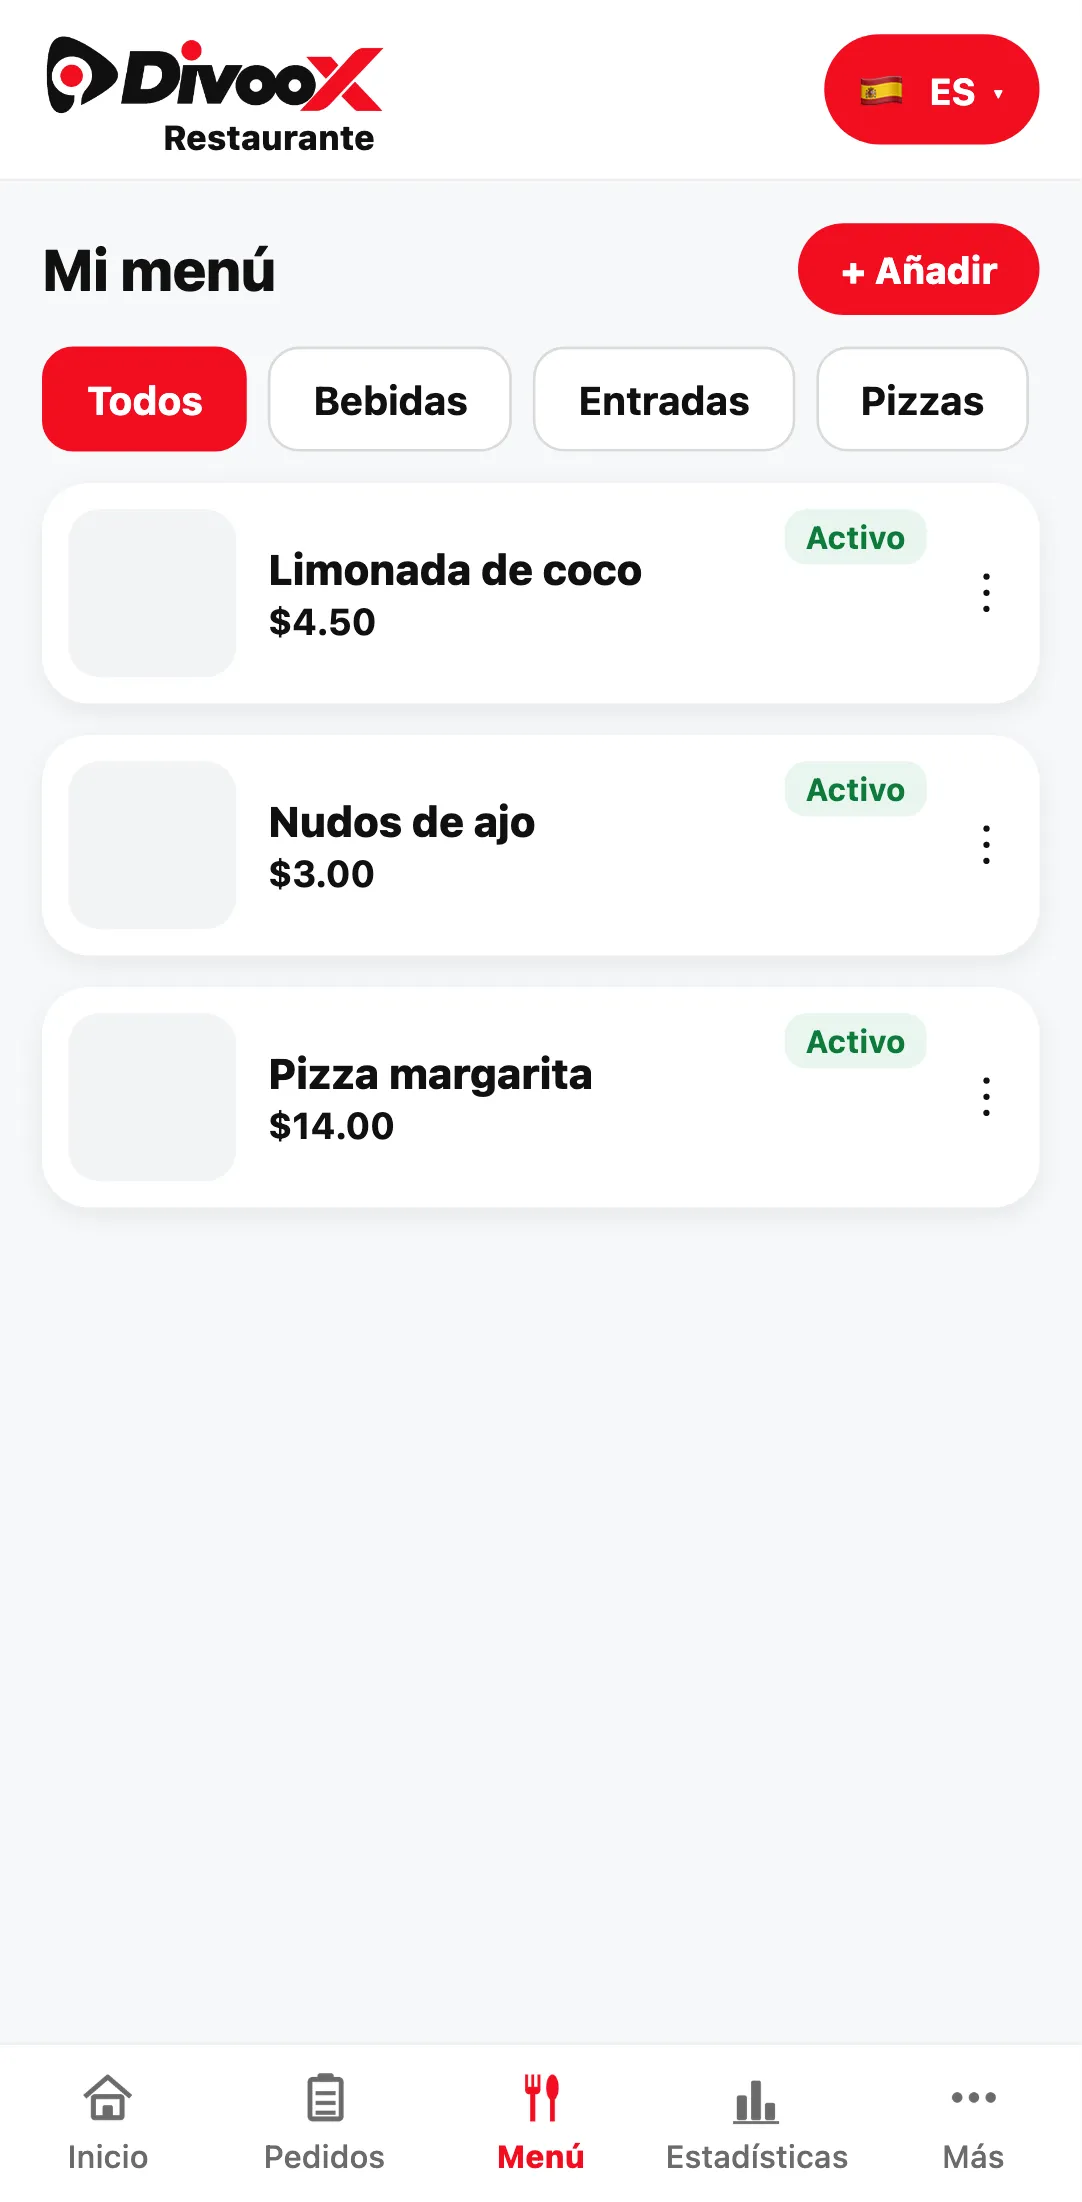 DivooX
Restaurante
ES
Mi menú
+ Añadir
Todos
Bebidas
Entradas
Pizzas
Activo
Limonada de coco
$4.50
Activo
Nudos de ajo
$3.00
Activo
Pizza margarita
$14.00
Inicio
Pedidos
Menú
Estadísticas
Más